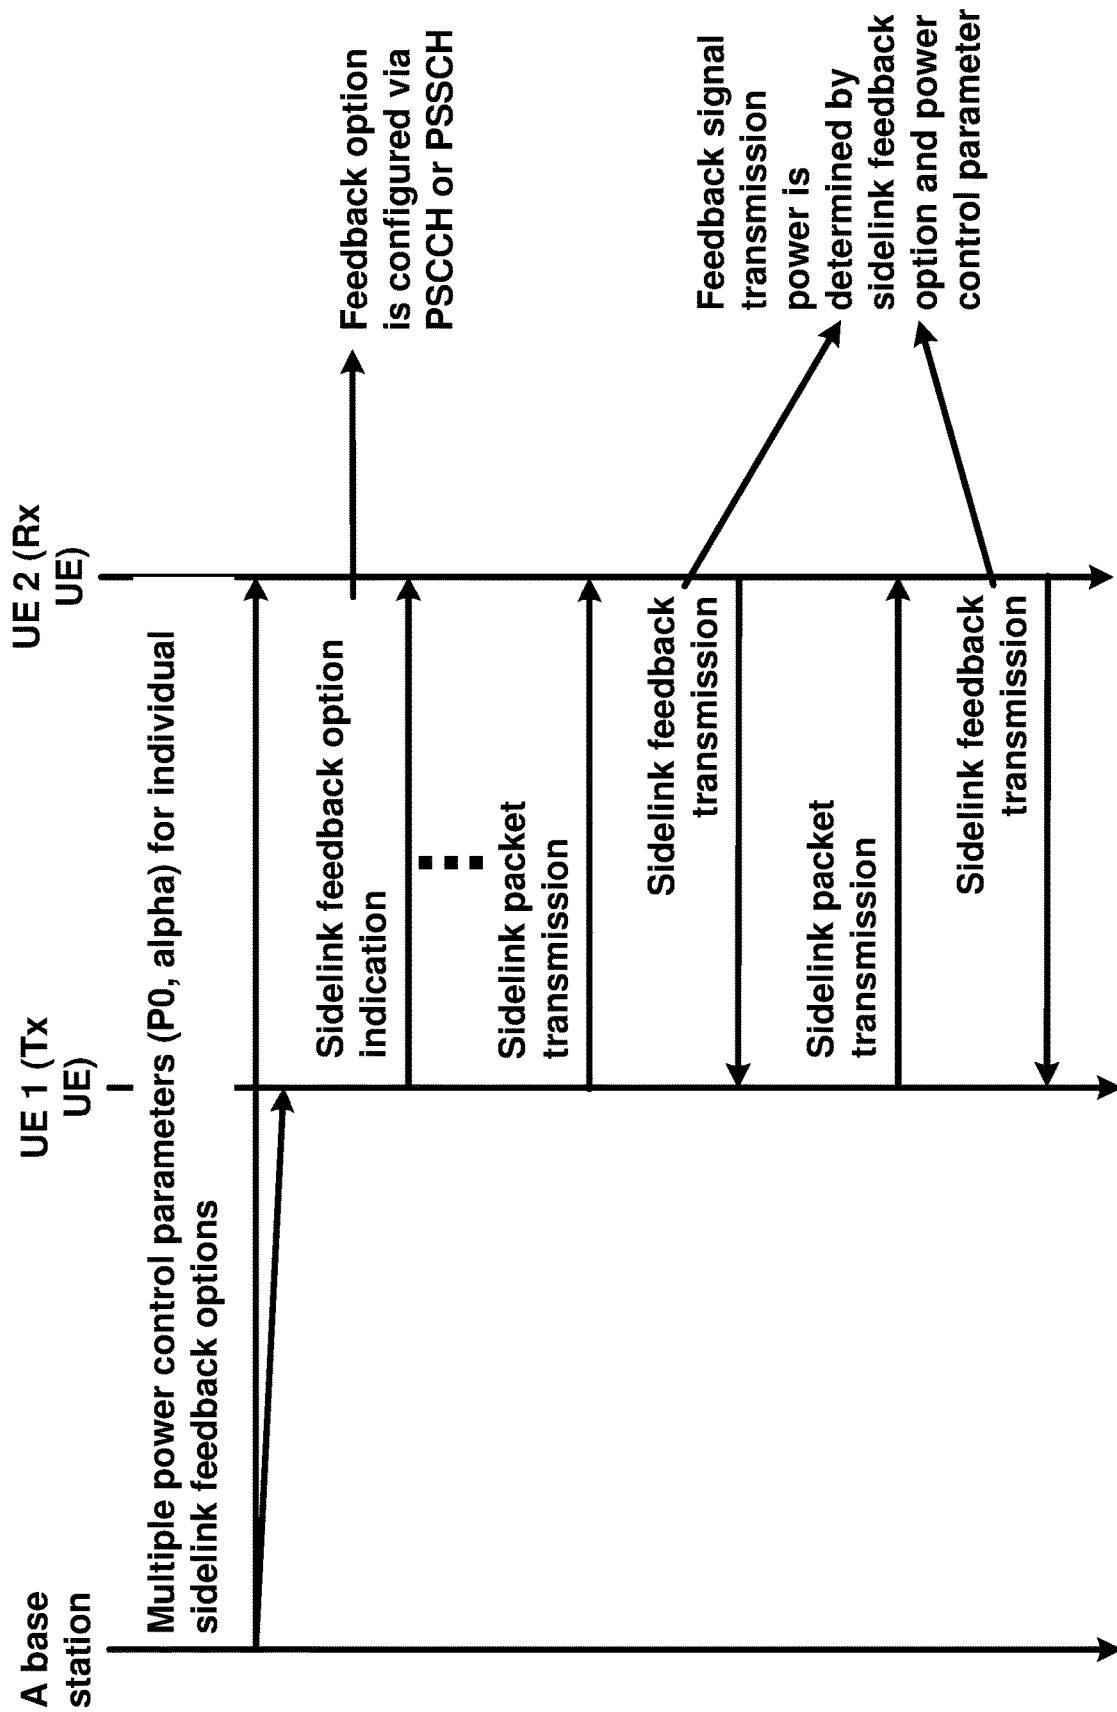 A base
station
UE 1 (Tx
UE)
UE 2 (Rx
UE)
Multiple power control parameters (P0, alpha) for individual
sidelink feedback options
Sidelink feedback option
indication
Feedback option
is configured via
PSCCH or PSSCH
Sidelink packet
transmission
Sidelink feedback
transmission
Feedback signal
transmission
power is
determined by
sidelink feedback
option and power
control parameter
Sidelink packet
transmission
Sidelink feedback
transmission